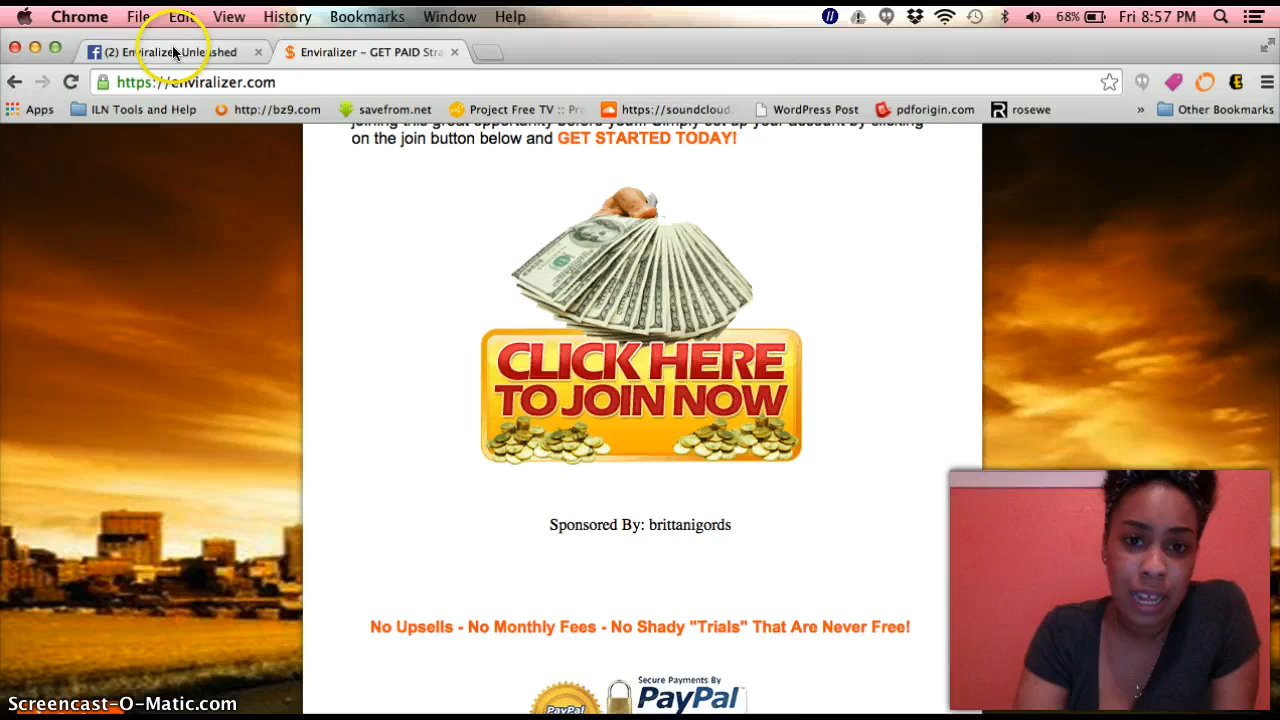 Chrome File Edit View History Bookmarks Window Help 68% Fri 8:57 PM
(2) Enviralizer Unleashed Enviralizer – GET PAID Stra
https://enviralizer.com
Apps ILN Tools and Help http://bz9.com savefrom.net Project Free TV :: Pr https://soundcloud. WordPress Post pdforigin.com rosewe » Other Bookmarks
on the join button below and GET STARTED TODAY!
CLICK HERE
TO JOIN NOW
Sponsored By: brittanigords
No Upsells - No Monthly Fees - No Shady "Trials" That Are Never Free!
Secure Payments By
PayPal
PayPal
Screencast-O-Matic.com